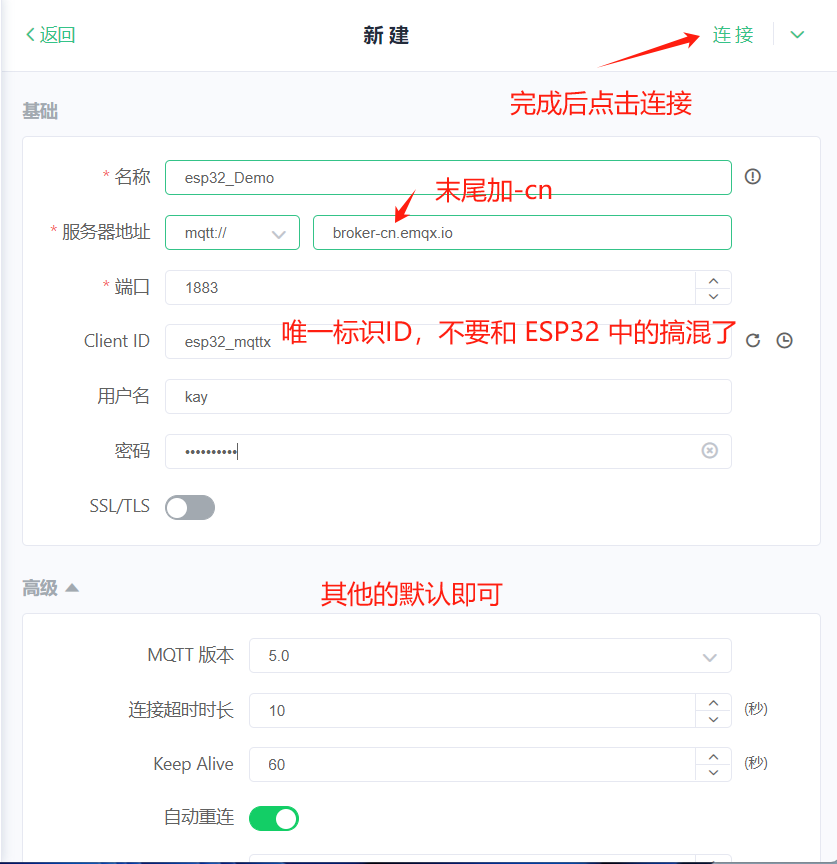 返回 新建 连接
完成后点击连接
基础
* 名称 esp32_Demo
末尾加-cn
* 服务器地址 mqtt:// broker-cn.emqx.io
* 端口 1883
Client ID esp32_mqttx 唯一标识ID，不要和 ESP32 中的搞混了
用户名 kay
密码 ••••••••••
SSL/TLS
高级 其他的默认即可
MQTT 版本 5.0
连接超时时长 10 (秒)
Keep Alive 60 (秒)
自动重连